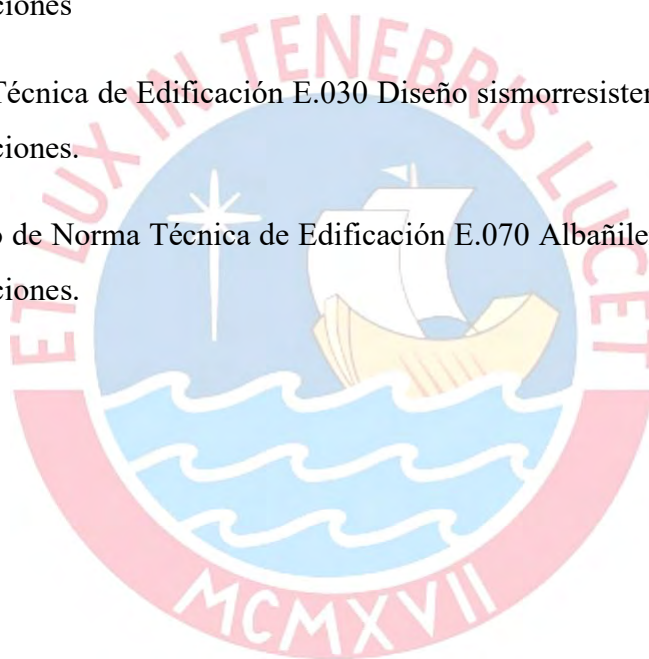 ciones
Técnica de Edificación E.030 Diseño sismorresisten
ciones.
de Norma Técnica de Edificación E.070 Albañile
ciones.
ET LUX IN TENEBRIS LUCET
MCMXVII